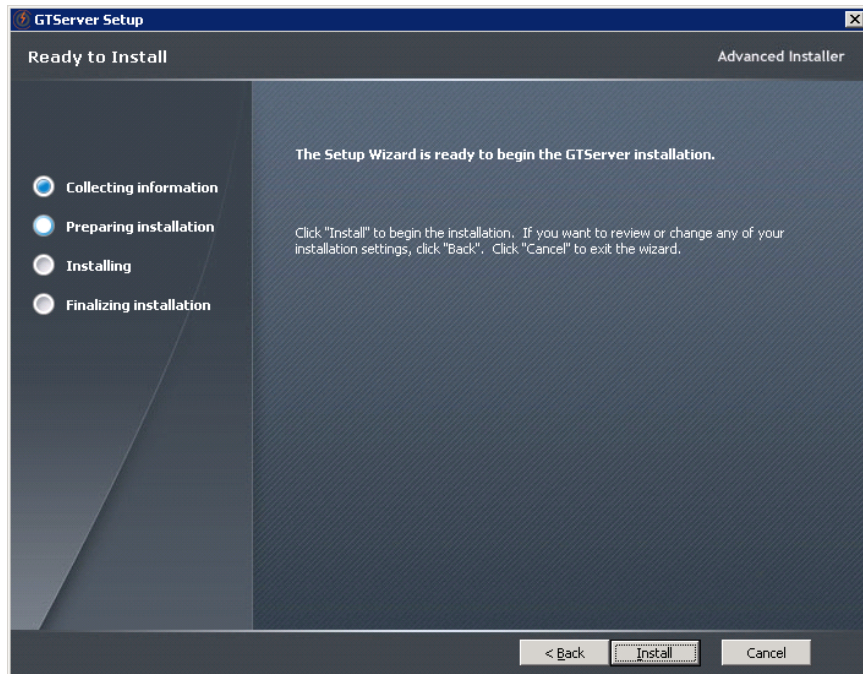 GTServer Setup
Ready to Install
Advanced Installer
The Setup Wizard is ready to begin the GTServer installation.
Collecting information
Preparing installation
Installing
Finalizing installation
Click "Install" to begin the installation.  If you want to review or change any of your
installation settings, click "Back".  Click "Cancel" to exit the wizard.
< Back
Install
Cancel